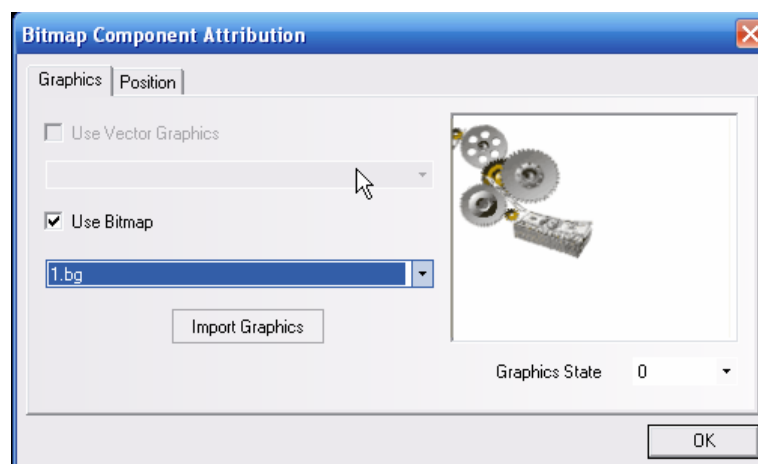 Bitmap Component Attribution
Graphics Position
Use Vector Graphics
Use Bitmap
1.bg
Import Graphics
Graphics State 0
OK